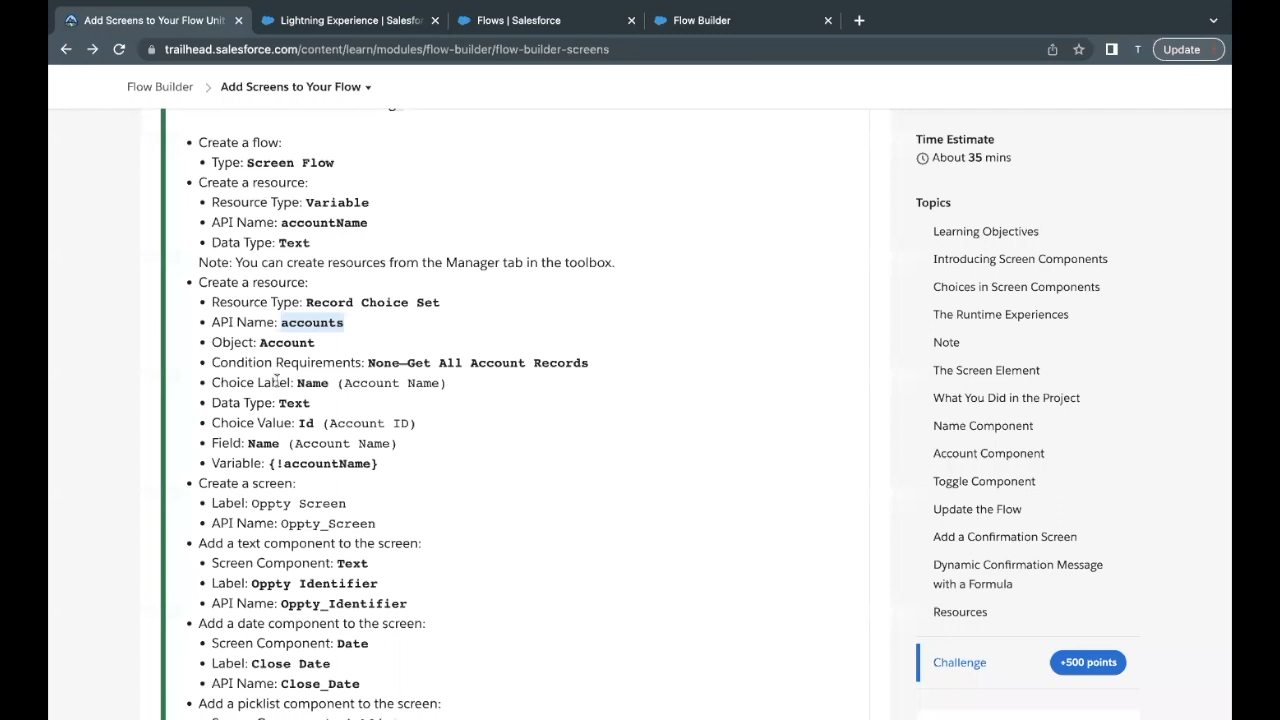 Add Screens to Your Flow Unit
Lightning Experience | Salesfor
Flows | Salesforce
Flow Builder
trailhead.salesforce.com/content/learn/modules/flow-builder/flow-builder-screens
T
Update
Flow Builder
Add Screens to Your Flow
Create a flow:
Type: Screen Flow
Create a resource:
Resource Type: Variable
API Name: accountName
Data Type: Text
Note: You can create resources from the Manager tab in the toolbox.
Create a resource:
Resource Type: Record Choice Set
API Name: accounts
Object: Account
Condition Requirements: None—Get All Account Records
Choice Label: Name (Account Name)
Data Type: Text
Choice Value: Id (Account ID)
Field: Name (Account Name)
Variable: {!accountName}
Create a screen:
Label: Oppty Screen
API Name: Oppty_Screen
Add a text component to the screen:
Screen Component: Text
Label: Oppty Identifier
API Name: Oppty_Identifier
Add a date component to the screen:
Screen Component: Date
Label: Close Date
API Name: Close_Date
Add a picklist component to the screen:
Time Estimate
About 35 mins
Topics
Learning Objectives
Introducing Screen Components
Choices in Screen Components
The Runtime Experiences
Note
The Screen Element
What You Did in the Project
Name Component
Account Component
Toggle Component
Update the Flow
Add a Confirmation Screen
Dynamic Confirmation Message
with a Formula
Resources
Challenge
+500 points